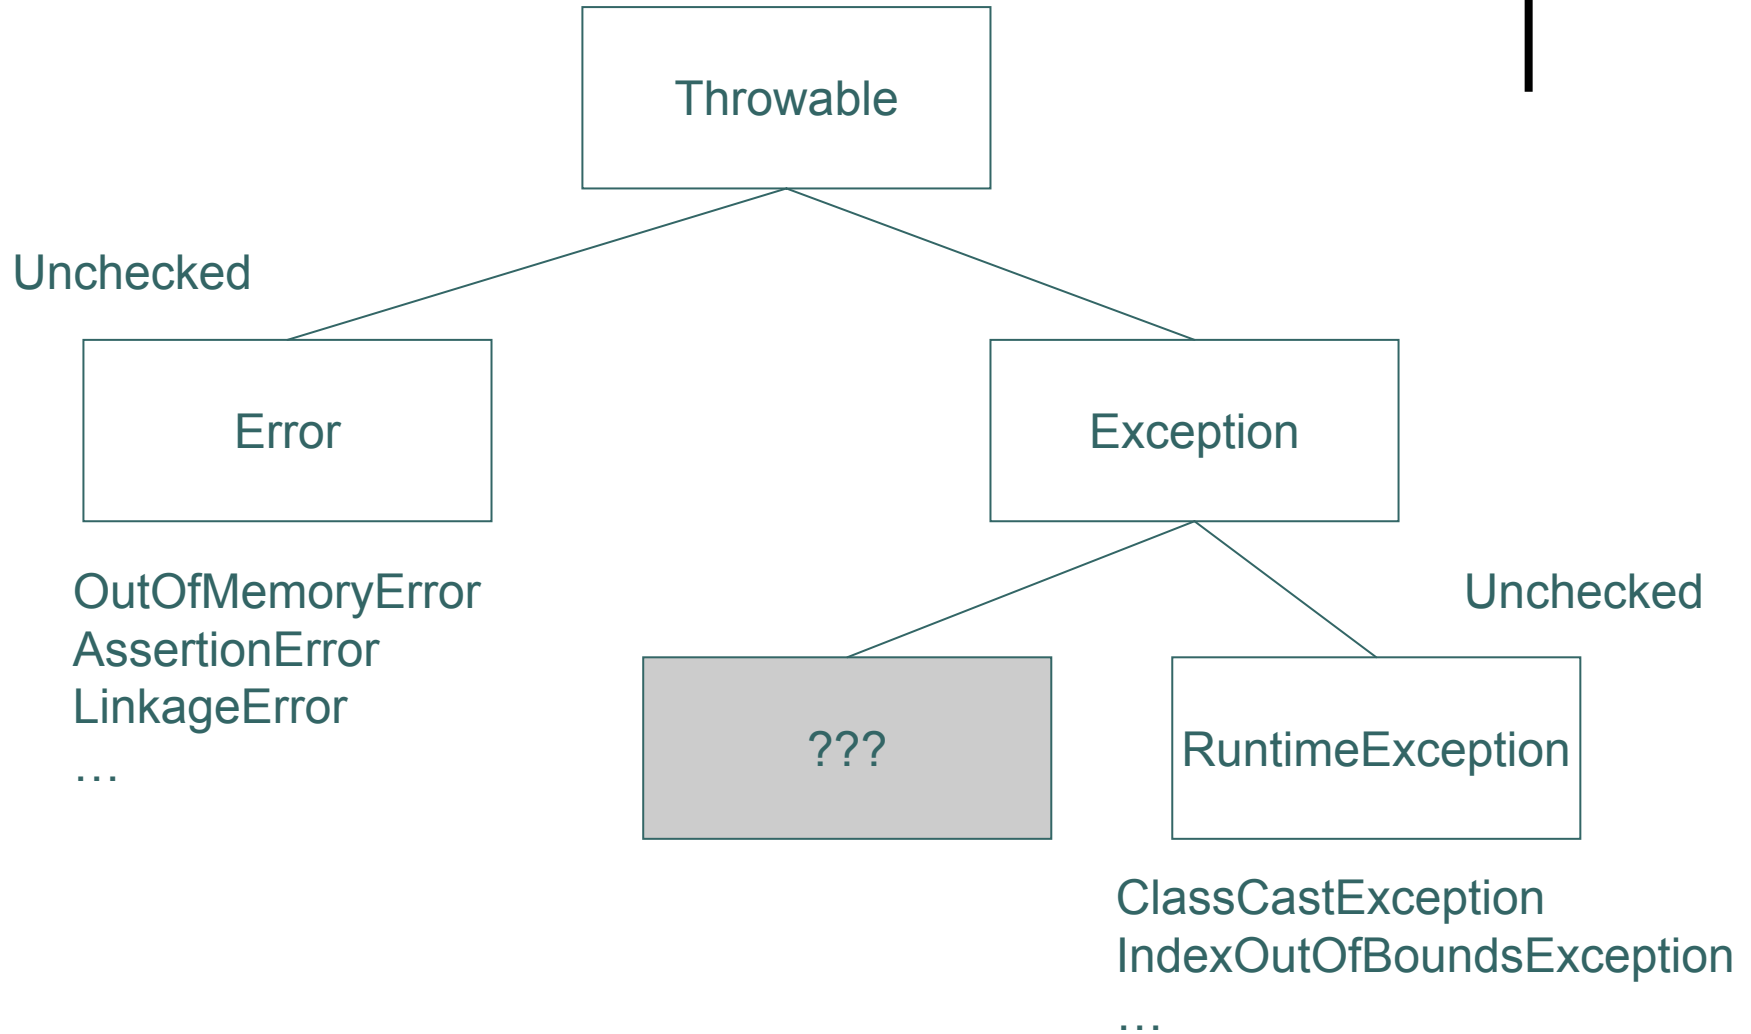 Throwable
Unchecked
Error
Exception
OutOfMemoryError
AssertionError
LinkageError
…
Unchecked
???
RuntimeException
ClassCastException
IndexOutOfBoundsException
…